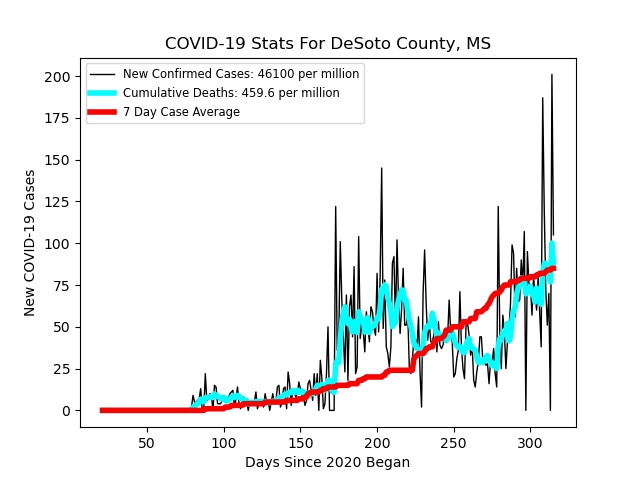 COVID-19 Stats For DeSoto County, MS
New Confirmed Cases: 46100 per million
Cumulative Deaths: 459.6 per million
7 Day Case Average
New COVID-19 Cases
200
175
150
125
100
75
50
25
0
50 100 150 200 250 300
Days Since 2020 Began